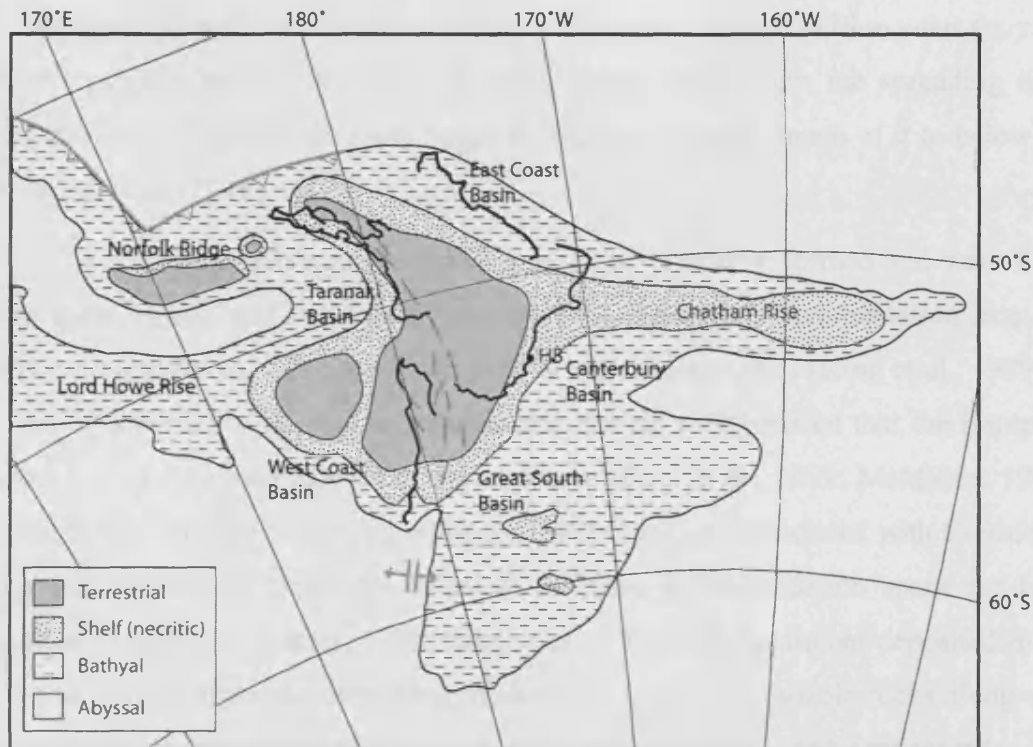 170°E
180°
170°W
160°W
East Coast
Basin
Norfolk Ridge
50°S
Taranaki
Basin
Chatham Rise
HB
Canterbury
Basin
Lord Howe Rise
West Coast
Basin
Great South
Basin
Terrestrial
Shelf (necritic)
Bathyal
Abyssal
60°S